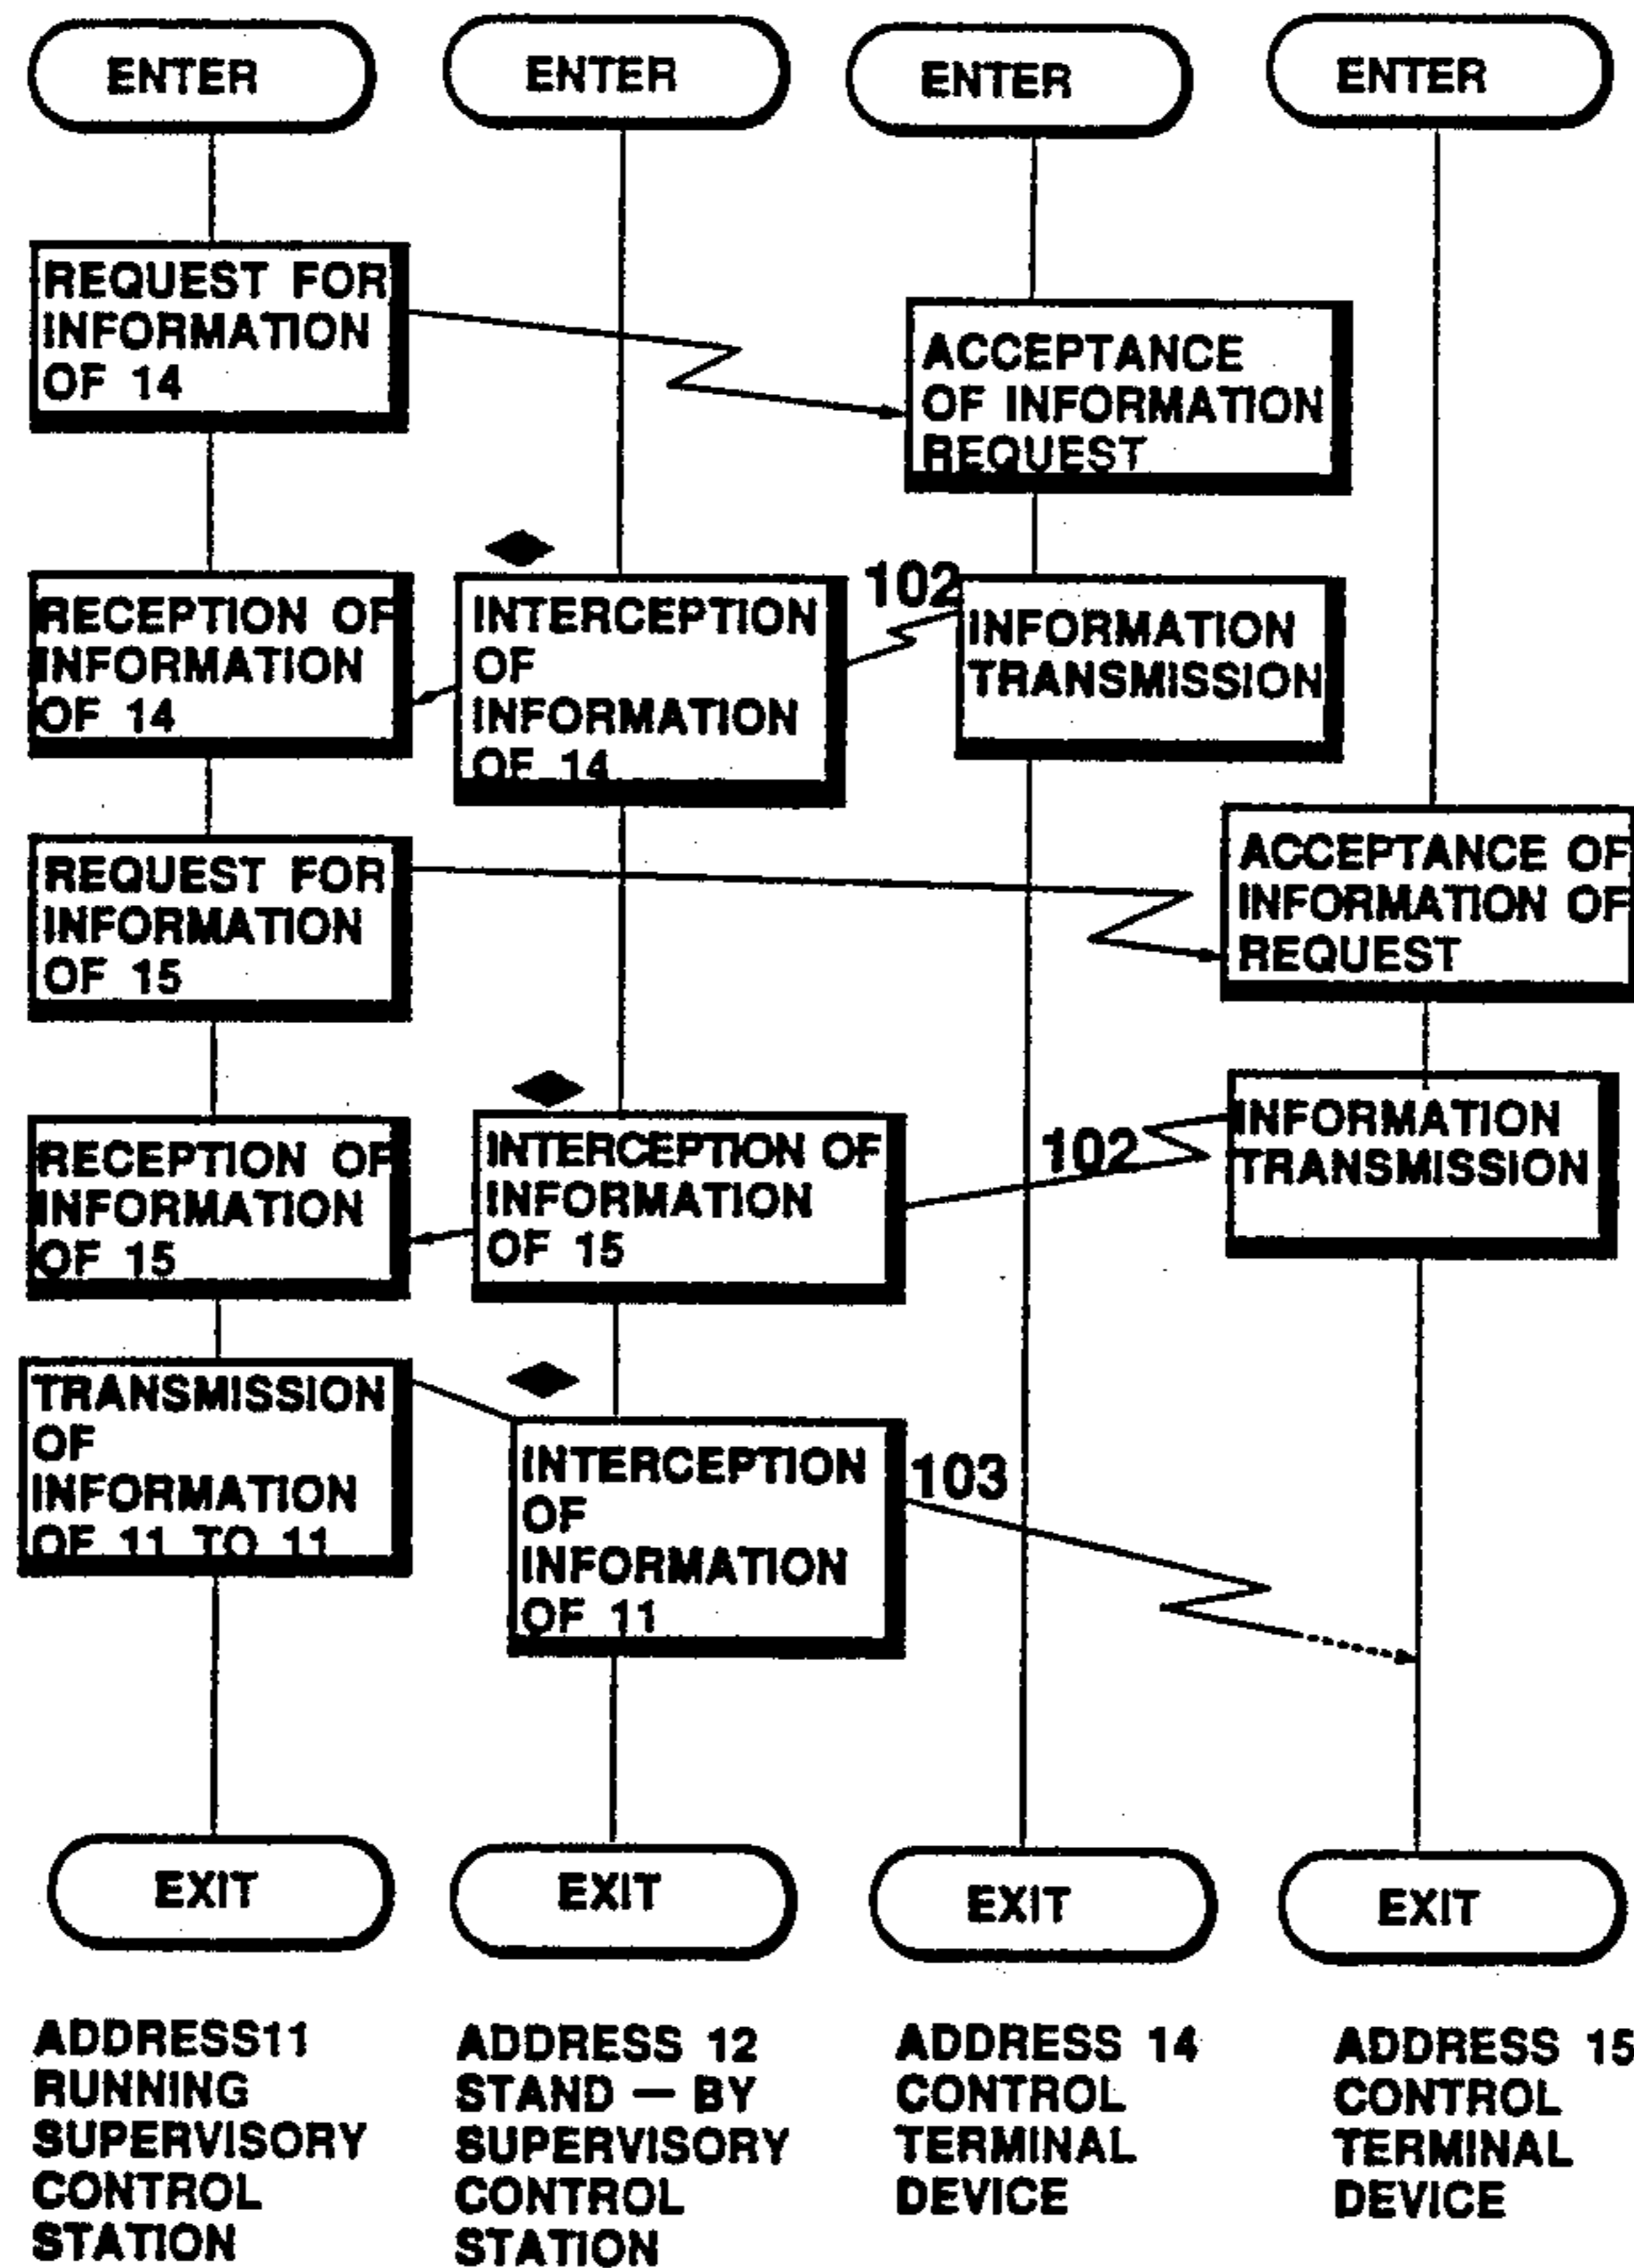 ENTER
ENTER
ENTER
ENTER
REQUEST FOR
INFORMATION
OF 14
ACCEPTANCE
OF INFORMATION
REQUEST
RECEPTION OF
INFORMATION
OF 14
INTERCEPTION
OF
INFORMATION
OF 14
102
INFORMATION
TRANSMISSION
REQUEST FOR
INFORMATION
OF 15
ACCEPTANCE OF
INFORMATION OF
REQUEST
RECEPTION OF
INFORMATION
OF 15
INTERCEPTION OF
INFORMATION
OF 15
102
INFORMATION
TRANSMISSION
TRANSMISSION
OF
INFORMATION
OF 11 TO 11
INTERCEPTION
OF
INFORMATION
OF 11
103
EXIT
EXIT
EXIT
EXIT
ADDRESS11
RUNNING
SUPERVISORY
CONTROL
STATION
ADDRESS 12
STAND — BY
SUPERVISORY
CONTROL
STATION
ADDRESS 14
CONTROL
TERMINAL
DEVICE
ADDRESS 15
CONTROL
TERMINAL
DEVICE